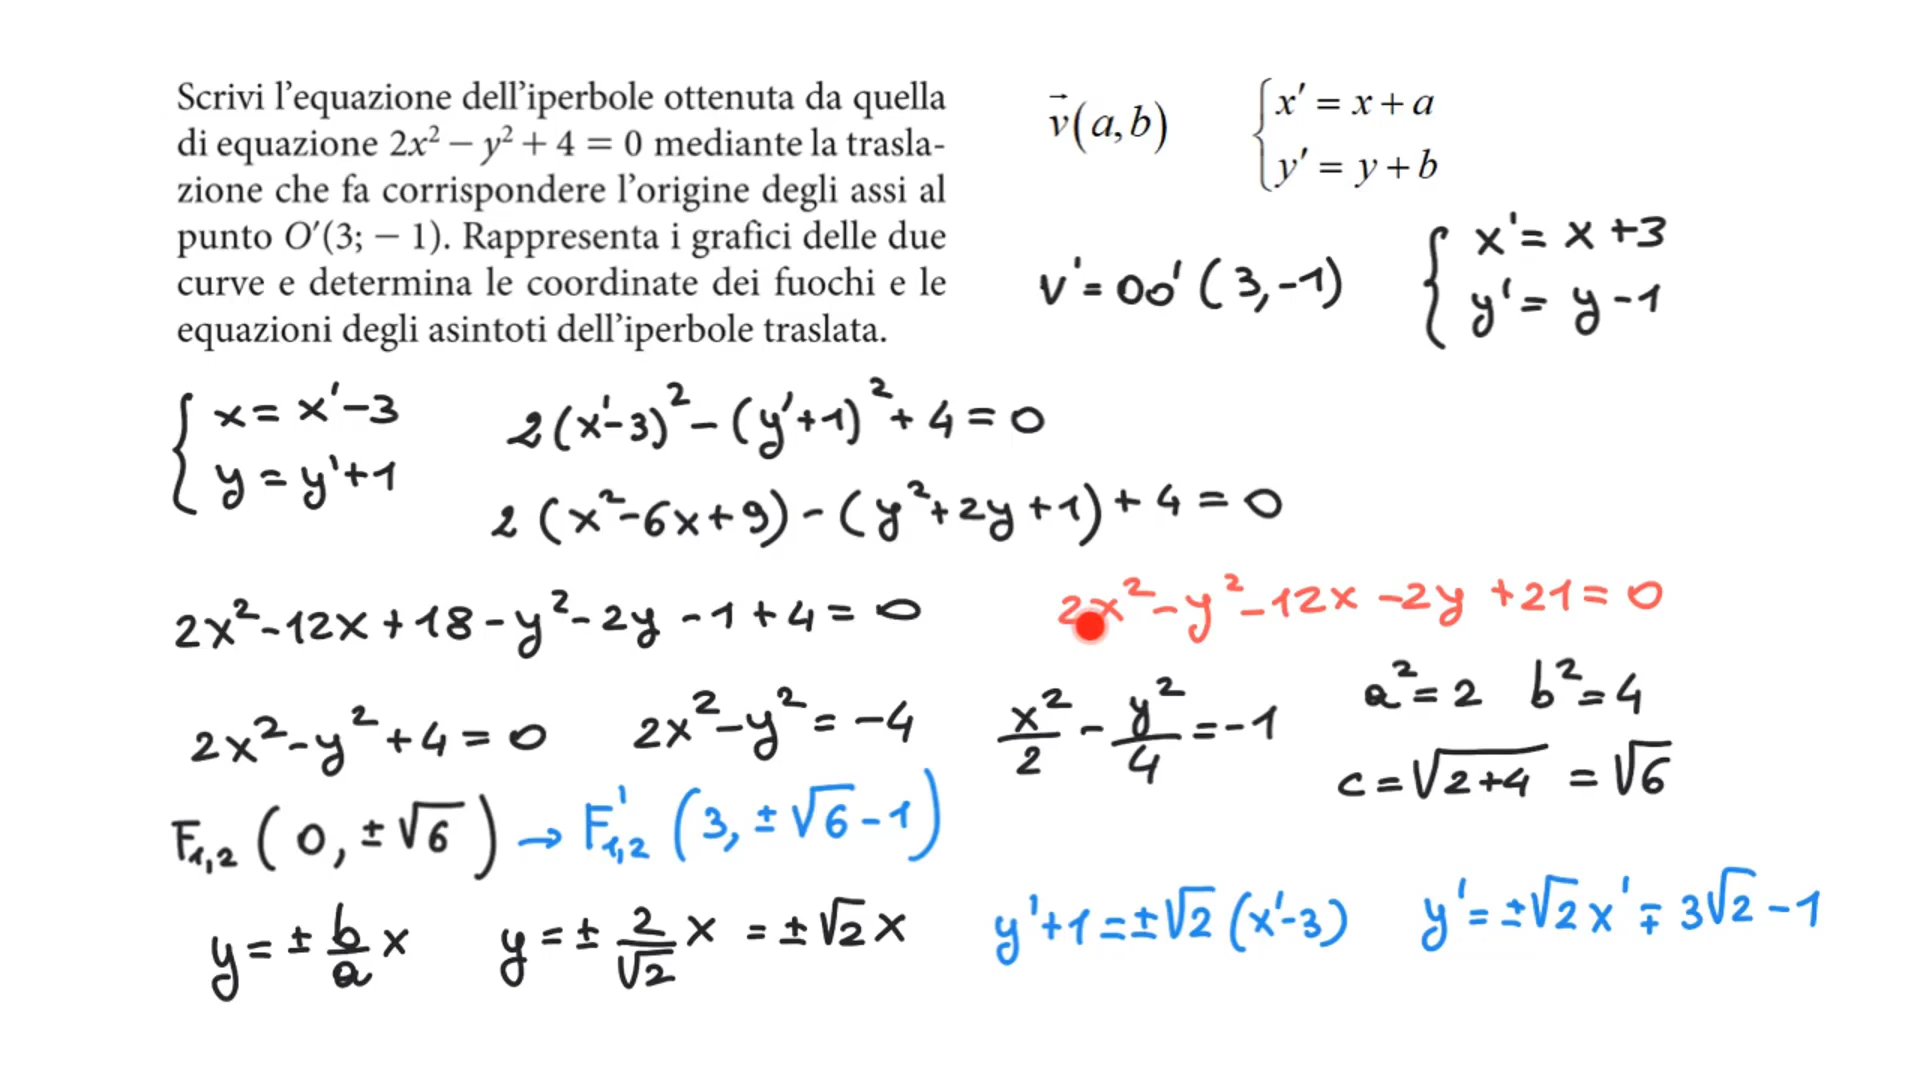 Scrivi l'equazione dell'iperbole ottenuta da quella
di equazione 2x² − y² + 4 = 0 mediante la trasla-
zione che fa corrispondere l'origine degli assi al
punto O′(3; − 1). Rappresenta i grafici delle due
curve e determina le coordinate dei fuochi e le
equazioni degli asintoti dell'iperbole traslata.
v⃗(a,b)
{ x′ = x + a
y′ = y + b
v' = OO' (3,-1)
{ x' = x +3
y' = y -1
{ x = x'-3
y = y'+1
2(x'-3)² - (y'+1)² + 4 = 0
2 (x²-6x+9) - (y²+2y+1) + 4 = 0
2x²-12x+18-y²-2y -1+4 = 0
2x²-y²-12x -2y +21 = 0
2x²-y²+4 = 0
2x²-y² = -4
x²/2 - y²/4 = -1
a² = 2 b² = 4
c = √(2+4) = √6
F₁,₂ (0, ±√6) → F'₁,₂ (3, ±√6-1)
y = ± b/a x
y = ± 2/√2 x = ±√2 x
y'+1 = ±√2 (x'-3)
y' = ±√2 x' ∓ 3√2 -1